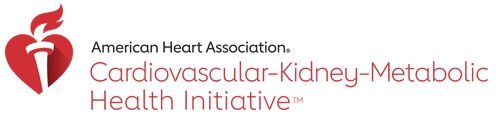 American Heart Association®
Cardiovascular-Kidney-Metabolic
Health Initiative™